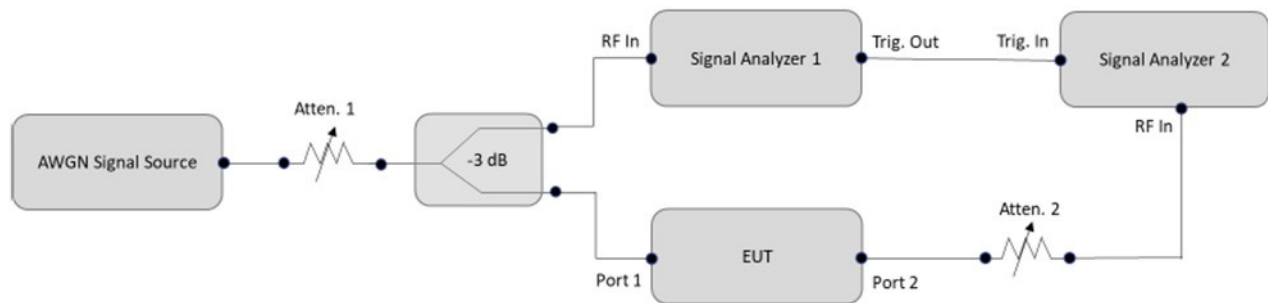 RF In
Signal Analyzer 1
Trig. Out
Trig. In
Signal Analyzer 2
RF In
Atten. 1
AWGN Signal Source
-3 dB
Atten. 2
Port 1
EUT
Port 2